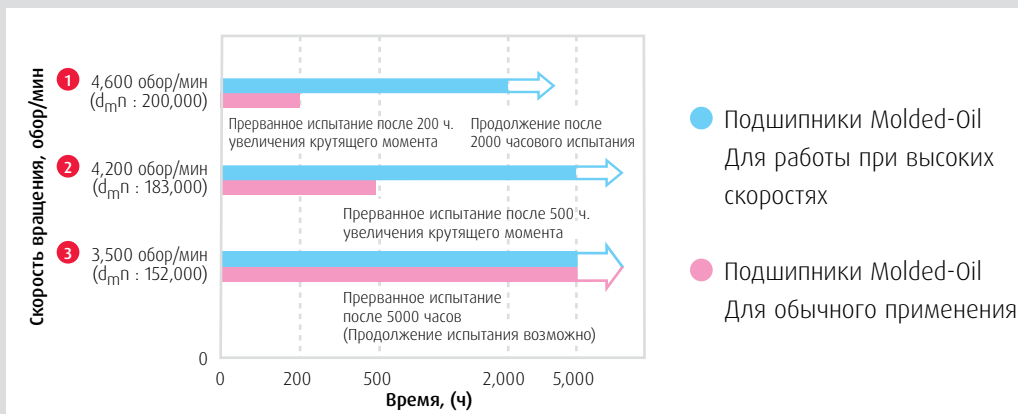 Скорость вращения, обор/мин
1
4,600 обор/мин
(dmn : 200,000)
Прерванное испытание после 200 ч.
увеличения крутящего момента
Продолжение после
2000 часового испытания
2
4,200 обор/мин
(dmn : 183,000)
Прерванное испытание после 500 ч.
увеличения крутящего момента
3
3,500 обор/мин
(dmn : 152,000)
Прерванное испытание
после 5000 часов
(Продолжение испытания возможно)
0
0 200 500 2,000 5,000
Время, (ч)
Подшипники Molded-Oil
Для работы при высоких
скоростях
Подшипники Molded-Oil
Для обычного применения